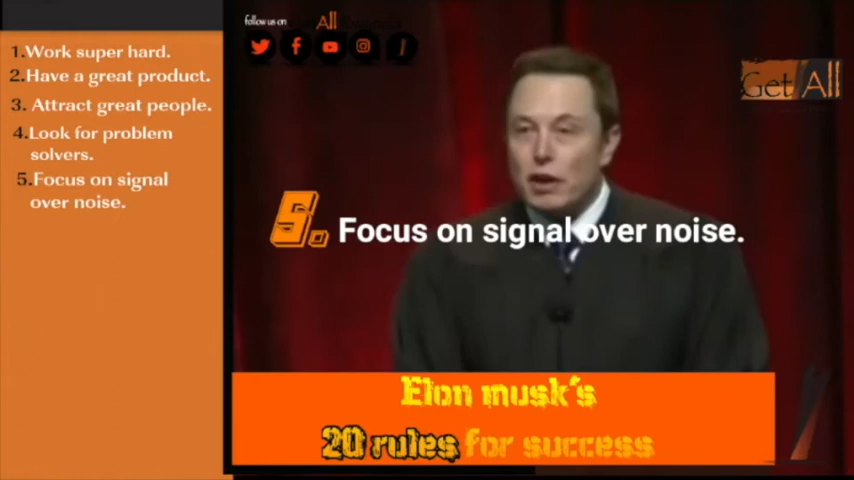 1.Work super hard.
2.Have a great product.
3. Attract great people.
4.Look for problem
solvers.
5.Focus on signal
over noise.
follow us on
All
Get All
5. Focus on signal over noise.
Elon musk's
20 rules for success